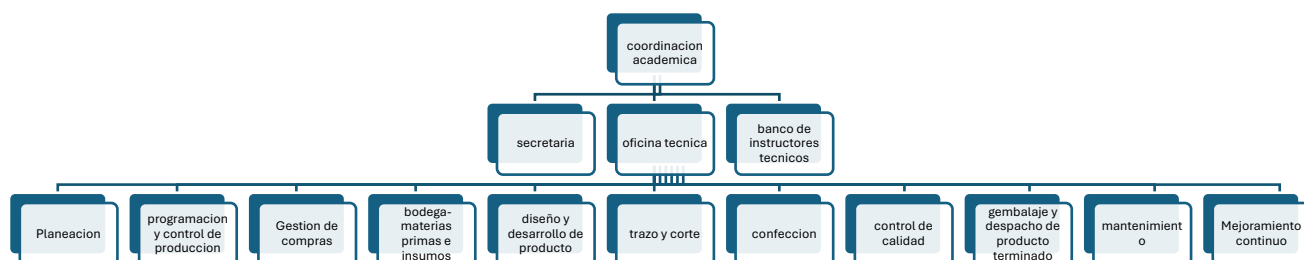 coordinacion
academica
secretaria
oficina tecnica
banco de
instructores
tecnicos
Planeacion
programacion
y control de
produccion
Gestion de
compras
bodega-
materias
primas e
insumos
diseño y
desarrollo de
producto
trazo y corte
confeccion
control de
calidad
gembalaje y
despacho de
producto
terminado
mantenimient
o
Mejoramiento
continuo